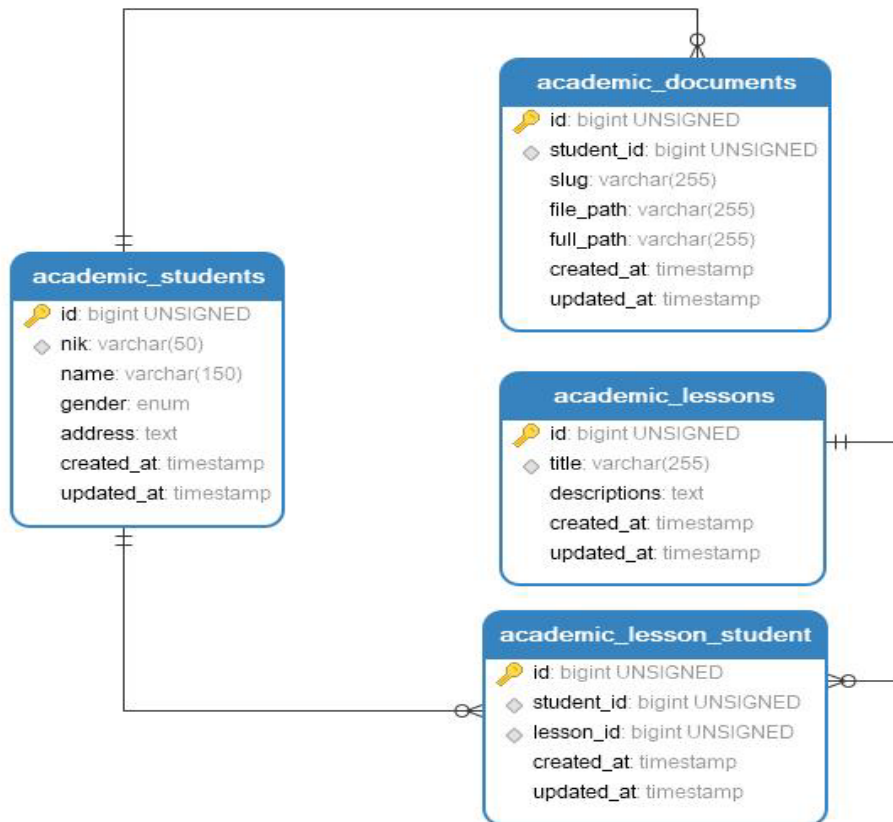 academic_documents
id: bigint UNSIGNED
student_id: bigint UNSIGNED
slug: varchar(255)
file_path: varchar(255)
full_path: varchar(255)
created_at: timestamp
updated_at: timestamp
academic_students
id: bigint UNSIGNED
nik: varchar(50)
name: varchar(150)
gender: enum
address: text
created_at: timestamp
updated_at: timestamp
academic_lessons
id: bigint UNSIGNED
title: varchar(255)
descriptions: text
created_at: timestamp
updated_at: timestamp
academic_lesson_student
id: bigint UNSIGNED
student_id: bigint UNSIGNED
lesson_id: bigint UNSIGNED
created_at: timestamp
updated_at: timestamp